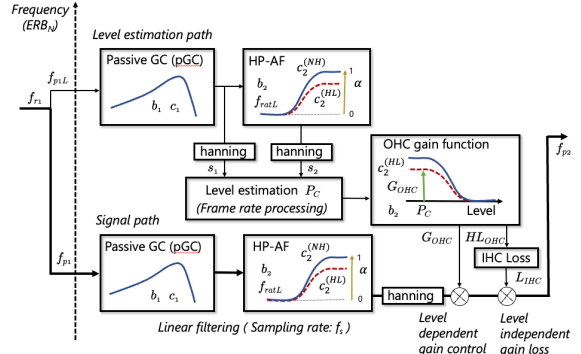 Frequency
(ERB_N)
Level estimation path
Passive GC (pGC)
b_1 c_1
HP-AF
c_2^(NH)
b_2
c_2^(HL)
f_ratL
α
1
0
f_p1L
f_r1
hanning
hanning
s_1
s_2
Level estimation P_C
(Frame rate processing)
OHC gain function
c_2^(HL)
G_OHC
b_2
P_C
Level
f_p2
Signal path
f_p1
Passive GC (pGC)
b_1 c_1
HP-AF
c_2^(NH)
b_2
c_2^(HL)
f_ratL
α
1
0
G_OHC
HL_OHC
IHC Loss
L_IHC
hanning
Linear filtering ( Sampling rate: f_s )
Level
dependent
gain control
Level
independent
gain loss